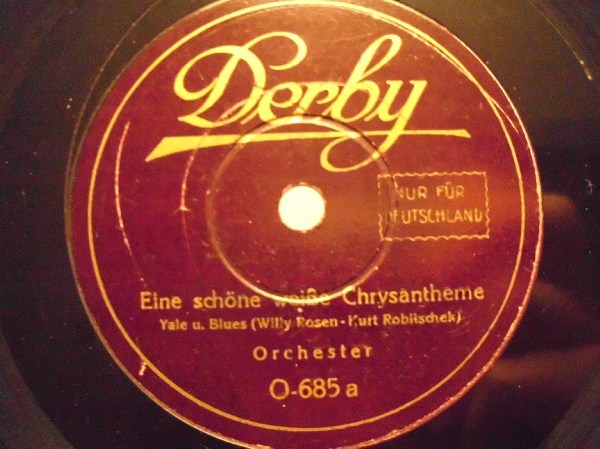 Derby
NUR FÜR
DEUTSCHLAND
Eine schöne weiße Chrysantheme
Yale u. Blues (Willy Rosen - Kurt Robitschek)
Orchester
O-685 a